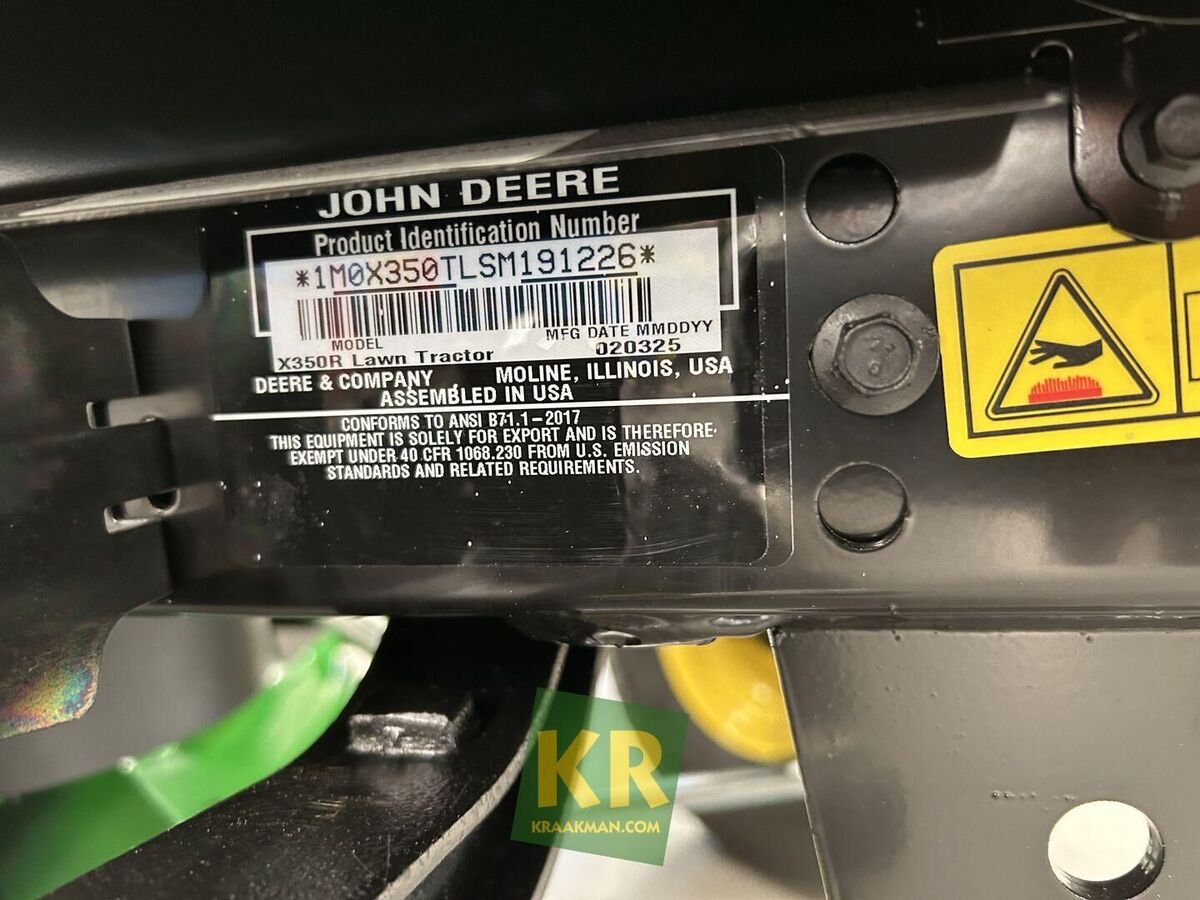 JOHN DEERE
Product Identification Number
*1M0X350TLSM191226*
MODEL
MFG DATE MMDDYY
X350R Lawn Tractor
020325
DEERE & COMPANY
MOLINE, ILLINOIS, USA
ASSEMBLED IN USA
CONFORMS TO ANSI B71.1-2017
THIS EQUIPMENT IS SOLELY FOR EXPORT AND IS THEREFORE
EXEMPT UNDER 40 CFR 1068.230 FROM U.S. EMISSION
STANDARDS AND RELATED REQUIREMENTS.
KR
KRAAKMAN.COM